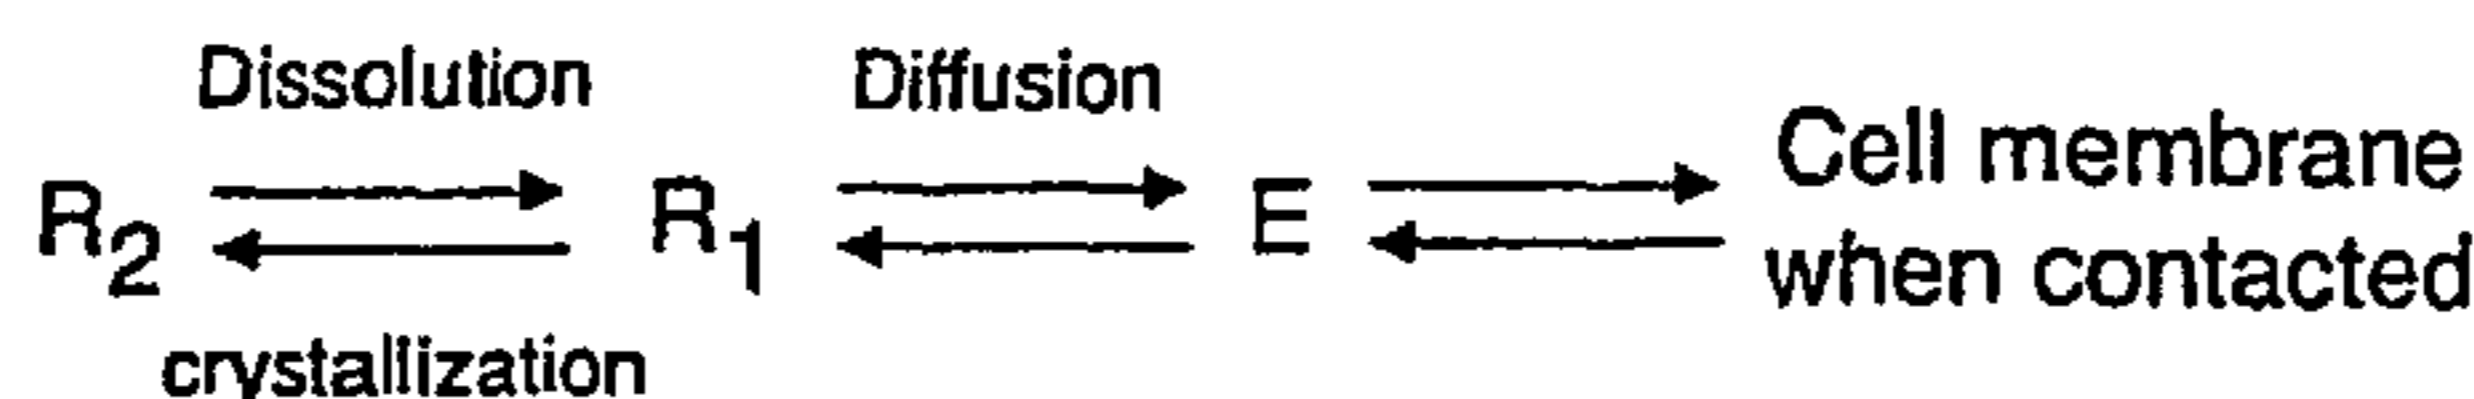 Dissolution Diffusion
R2 R1 E Cell membrane
when contacted
crystallization